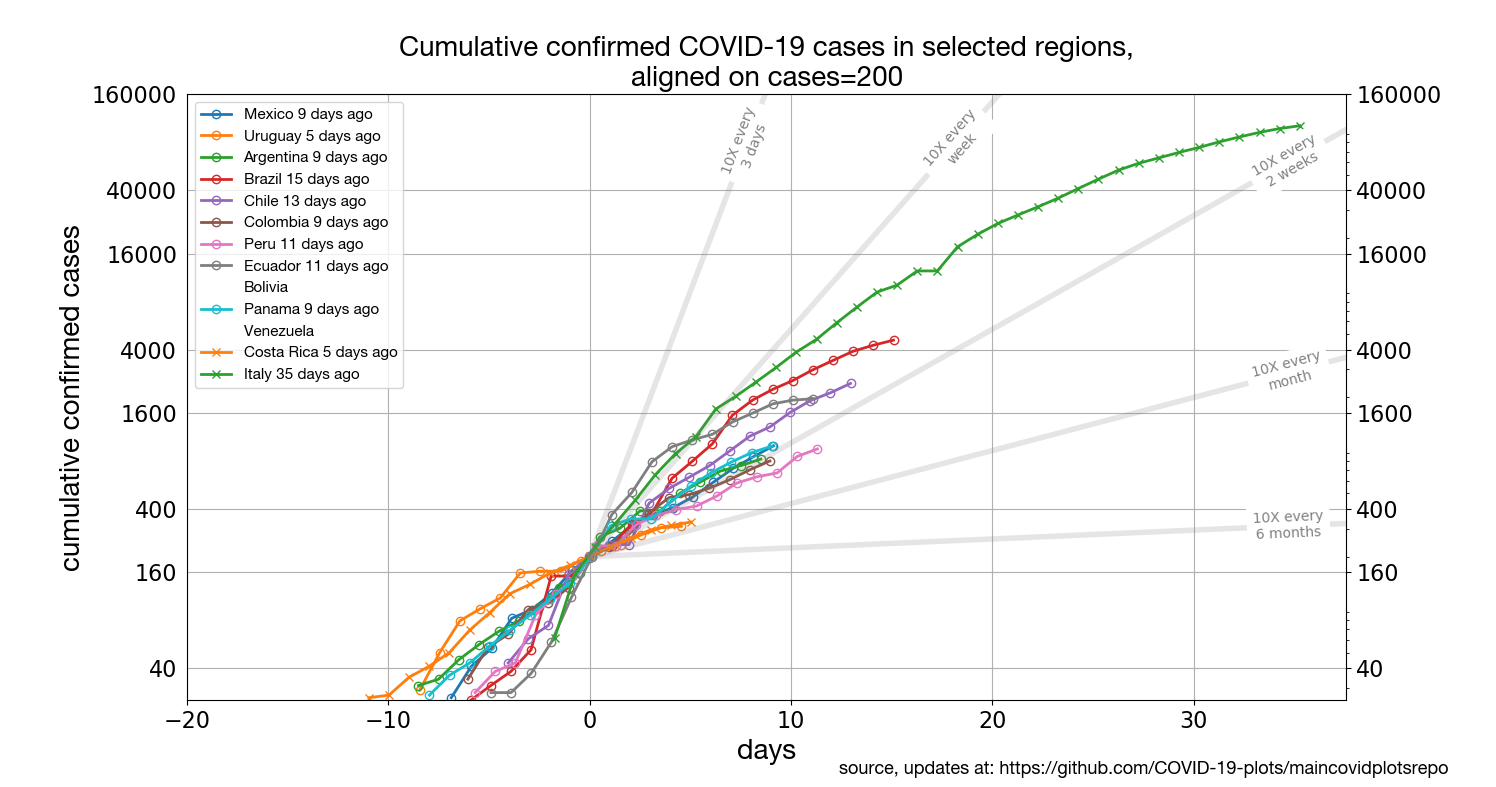 Cumulative confirmed COVID-19 cases in selected regions,
aligned on cases=200
160000
40000
16000
4000
1600
400
160
40
cumulative confirmed cases
Mexico 9 days ago
Uruguay 5 days ago
Argentina 9 days ago
Brazil 15 days ago
Chile 13 days ago
Colombia 9 days ago
Peru 11 days ago
Ecuador 11 days ago
Bolivia
Panama 9 days ago
Venezuela
Costa Rica 5 days ago
Italy 35 days ago
10X every
3 days
10X every
week
10X every
2 weeks
10X every
month
10X every
6 months
160000
40000
16000
4000
1600
400
160
40
−20
−10
0
10
20
30
days
source, updates at: https://github.com/COVID-19-plots/maincovidplotsrepo